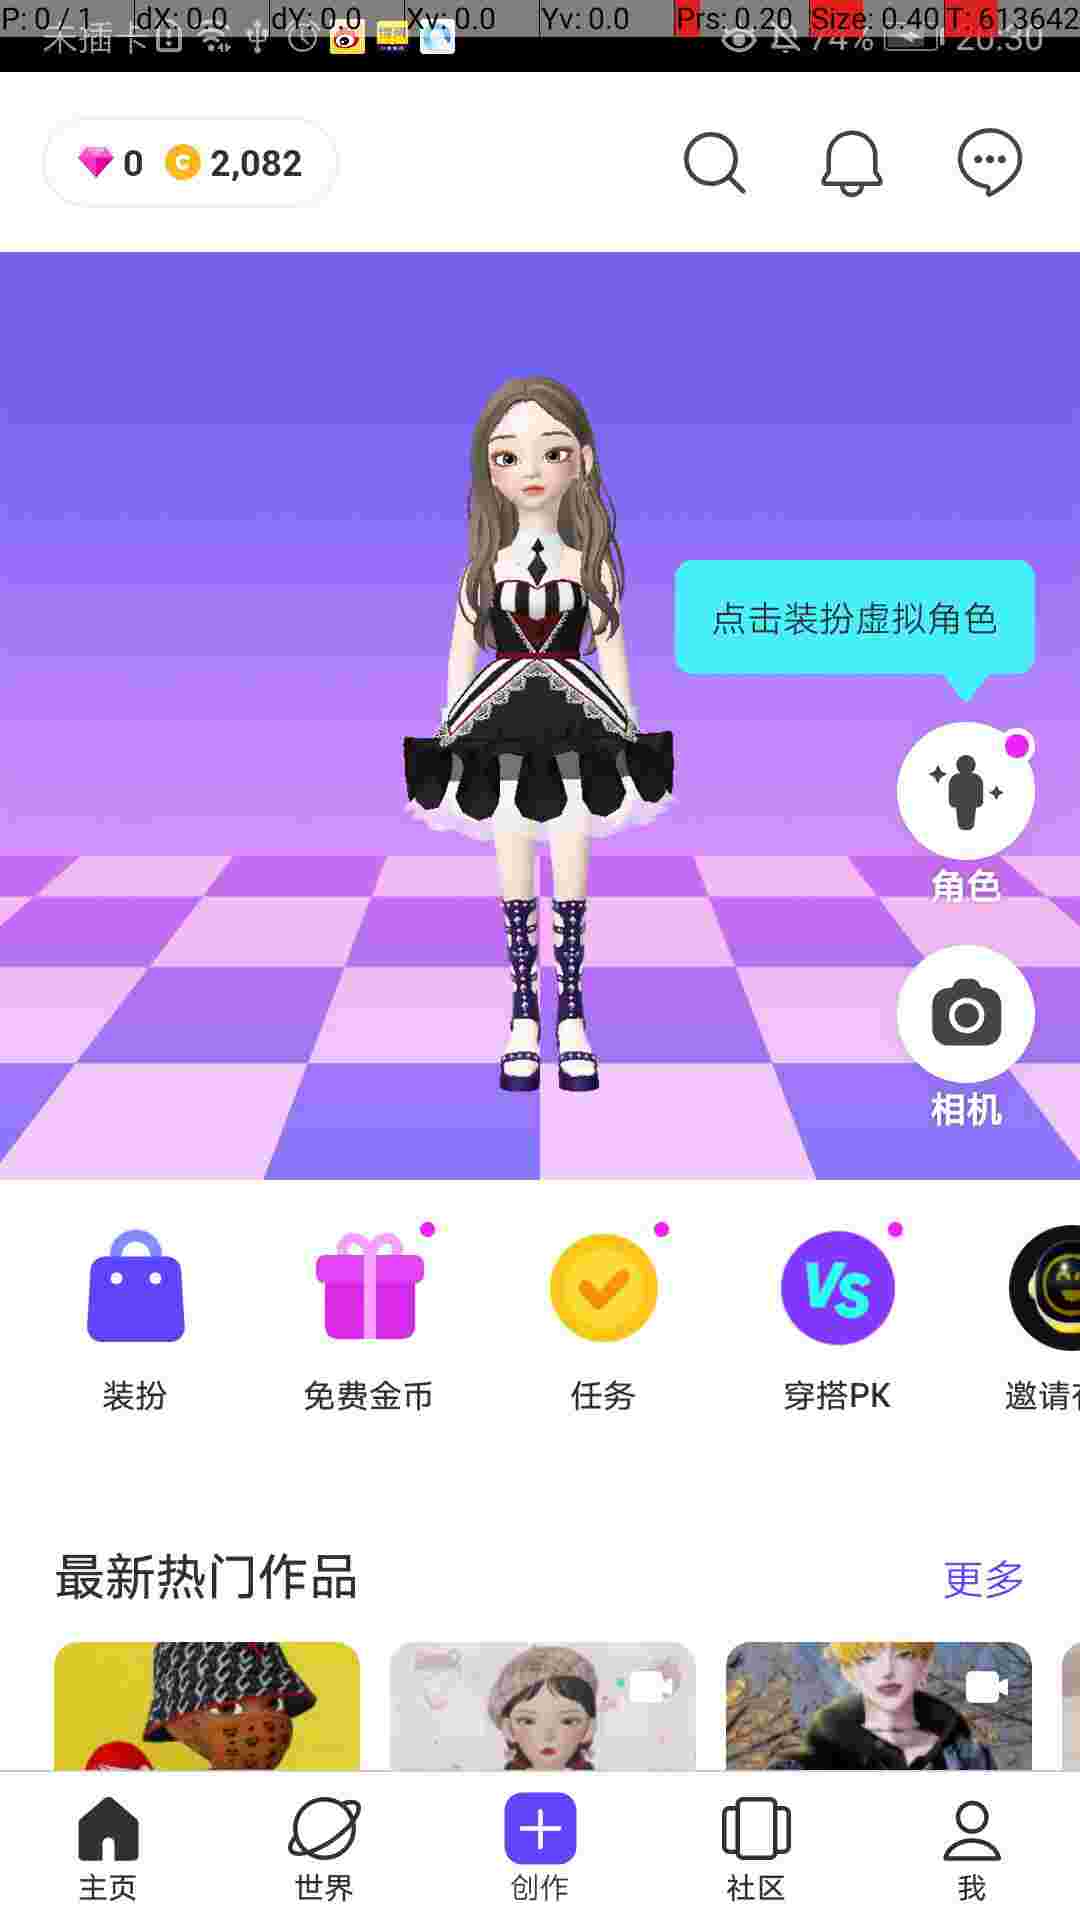 P: 0 / 1 dX: 0.0 dY: 0.0 Xv: 0.0 Yv: 0.0 Prs: 0.20 Size: 0.40 T: 613642
未插卡 74% 20:30
0 2,082
点击装扮虚拟角色
角色
相机
装扮 免费金币 任务 穿搭PK 邀请
VS
最新热门作品 更多
主页 世界 创作 社区 我